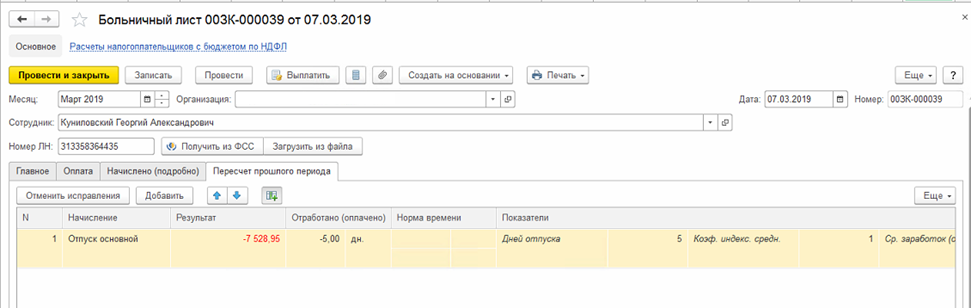 Больничный лист 003К-000039 от 07.03.2019
Основное Расчеты налогоплательщиков с бюджетом по НДФЛ
Провести и закрыть Записать Провести Выплатить Создать на основании Печать Еще ?
Месяц: Март 2019 Организация: Дата: 07.03.2019 Номер: 003К-000039
Сотрудник: Куниловский Георгий Александрович
Номер ЛН: 313358364435 Получить из ФСС Загрузить из файла
Главное Оплата Начислено (подробно) Пересчет прошлого периода
Отменить исправления Добавить Еще
N Начисление Результат Отработано (оплачено) Норма времени Показатели
1 Отпуск основной -7 528,95 -5,00 дн. Дней отпуска 5 Коэф. индекс. средн. 1 Ср. заработок (с